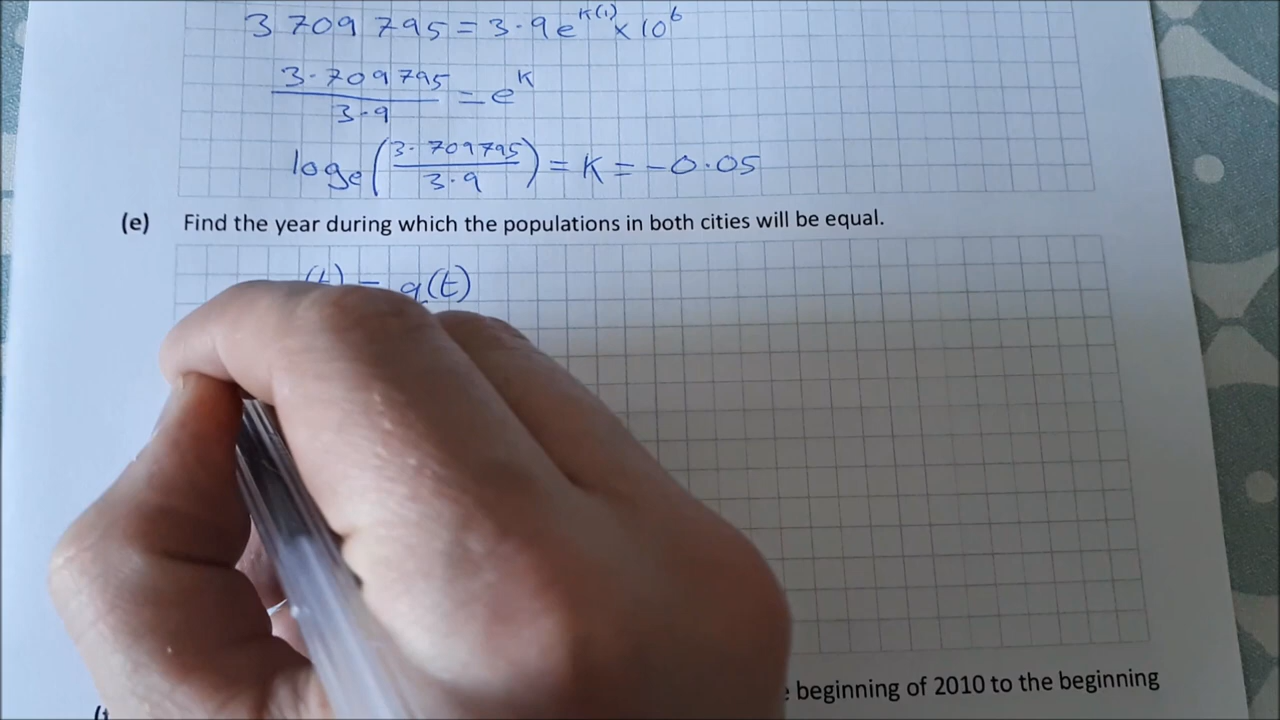 3 709 795 = 3·9e^{K(1)} × 10^6
3·709795 / 3·9 = e^K
log_e (3·709795 / 3·9) = K = -0·05
(e) Find the year during which the populations in both cities will be equal.
(t) = q(t)
beginning of 2010 to the beginning